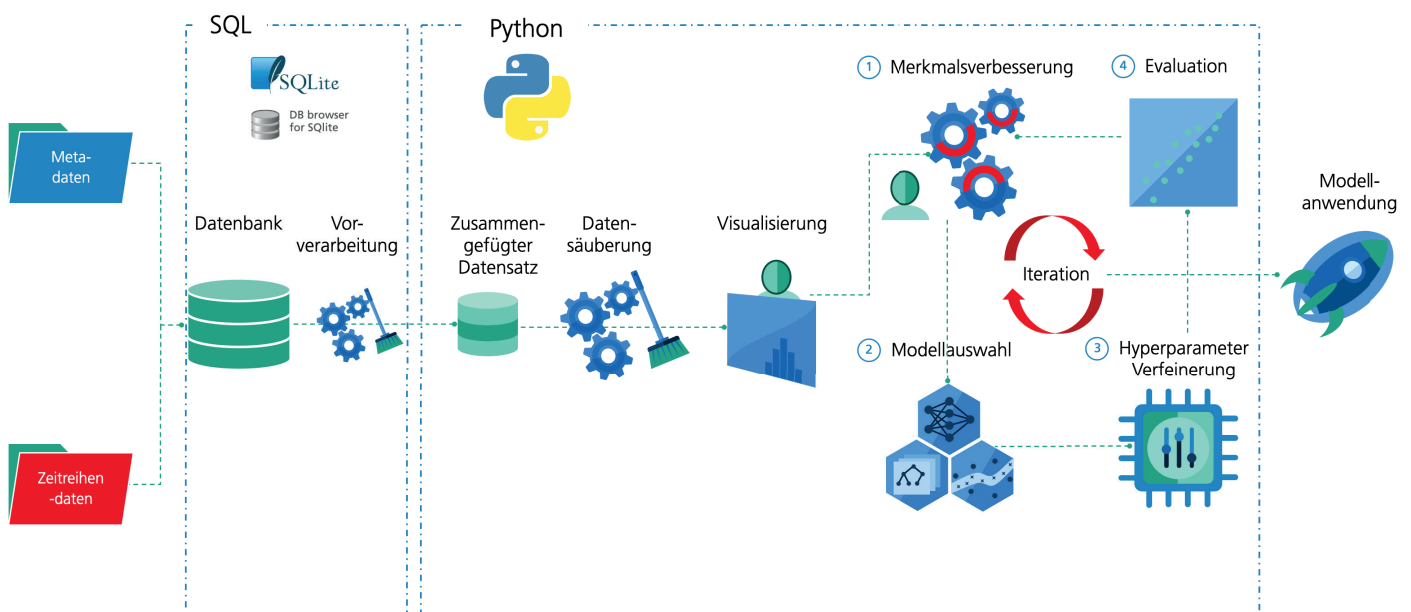 SQL
SQLite
DB browser
for SQlite
Meta-
daten
Zeitreihen
-daten
Datenbank
Vor-
verarbeitung
Python
Zusammen-
gefügter
Datensatz
Daten-
säuberung
Visualisierung
1 Merkmalsverbesserung
4 Evaluation
Iteration
2 Modellauswahl
3 Hyperparameter
Verfeinerung
Modell-
anwendung